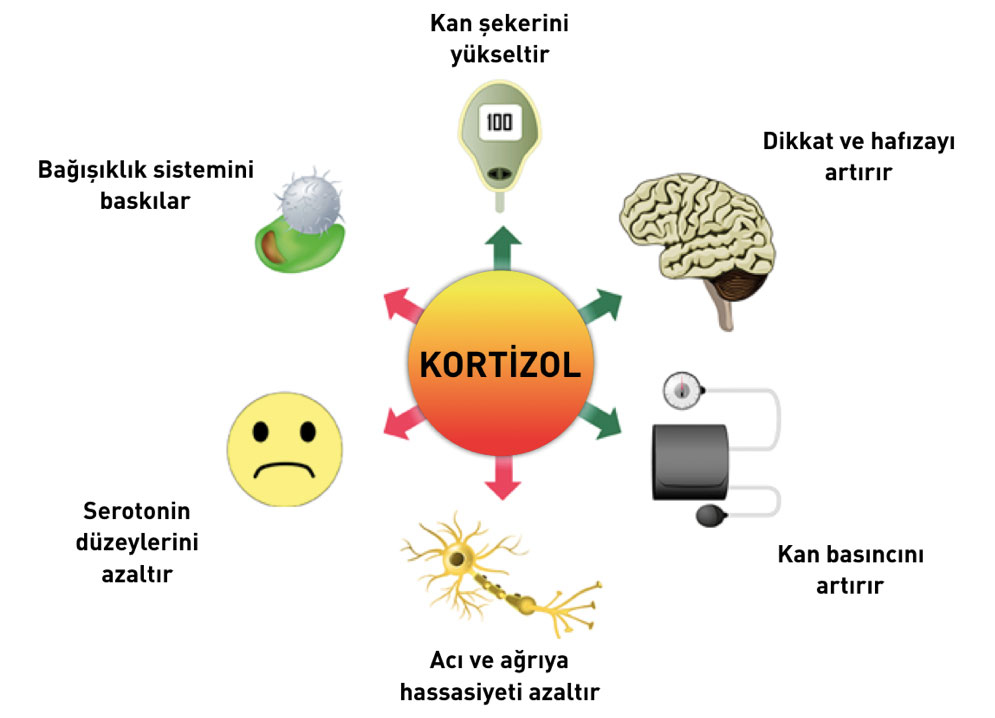 Kan şekerini
yükseltir
100
Dikkat ve hafızayı
artırır
Bağışıklık sistemini
baskılar
KORTİZOL
Serotonin
düzeylerini
azaltır
Kan basıncını
artırır
Acı ve ağrıya
hassasiyeti azaltır